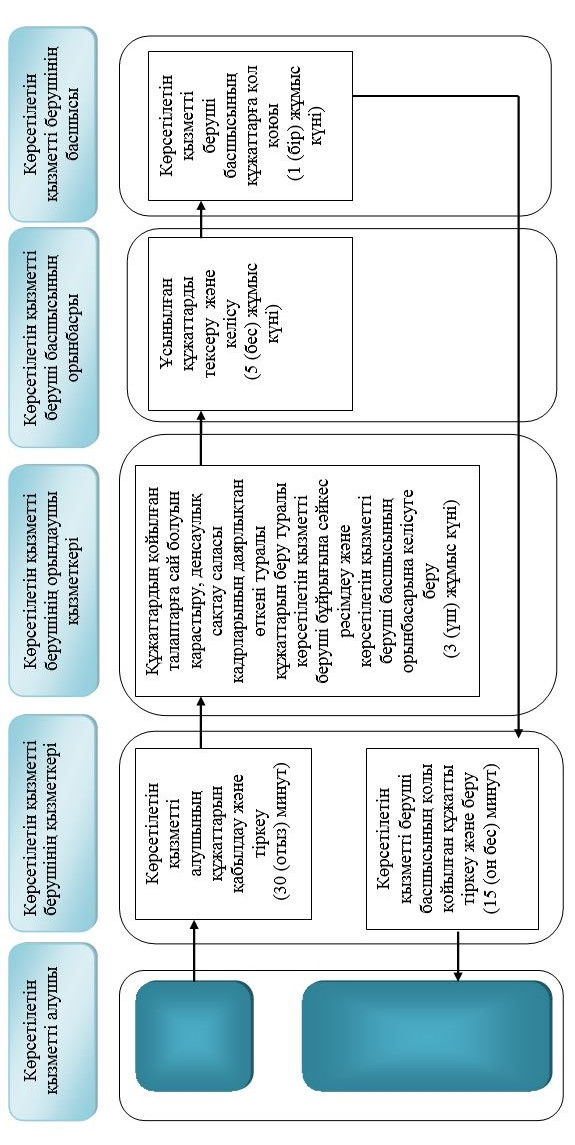 Көрсетілетін
қызметті алушы
Көрсетілетін қызметті
берушінің қызметкері
Көрсетілетін қызметті
берушінің орындаушы
қызметкері
Көрсетілетін қызметті
беруші басшысының
орынбасры
Көрсетілетін
қызметті берушінің
басшысы
Көрсетілетін
қызметті
алушының
құжаттарын
қабылдау және
тіркеу
(30 (отыз) минут)
Құжаттардың қойылған
талаптарға сай болуын
қарастыру, денсаулық
сақтау саласы
кадрларының даярлықтан
өткені туралы
құжаттарын беру туралы
көрсетілетін қызметті
беруші бұйрығына сәйкес
рәсімдеу және
көрсетілетін қызметті
беруші басшысының
орынбасарына келісуге
беру
(3 (үш) жұмыс күні)
Ұсынылған
құжаттарды
тексеру және
келісу
(5 (бес) жұмыс
күні)
Көрсетілетін
қызметті
беруші
басшысының
құжаттарға қол
қоюы
(1 (бір) жұмыс
күні)
Көрсетілетін
қызметті беруші
басшысының қолы
қойылған құжатты
тіркеу және беру
(15 (он бес) минут)